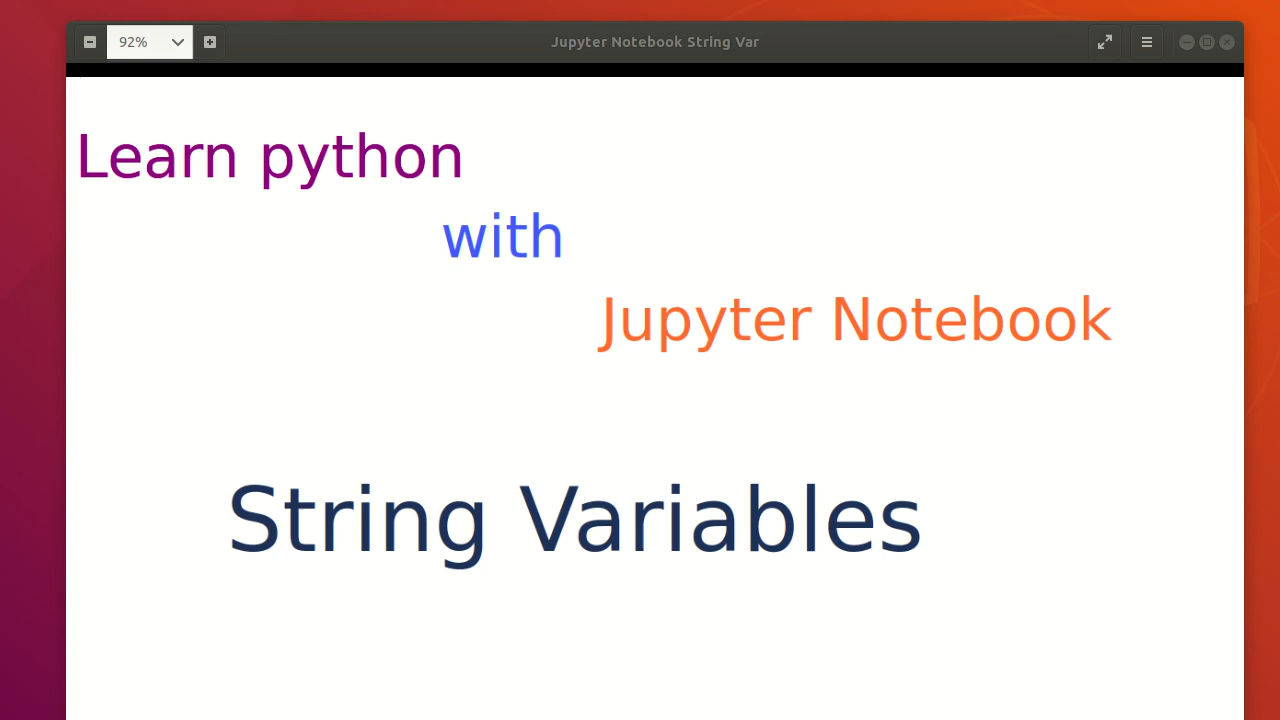 92%
Jupyter Notebook String Var
Learn python
with
Jupyter Notebook
String Variables